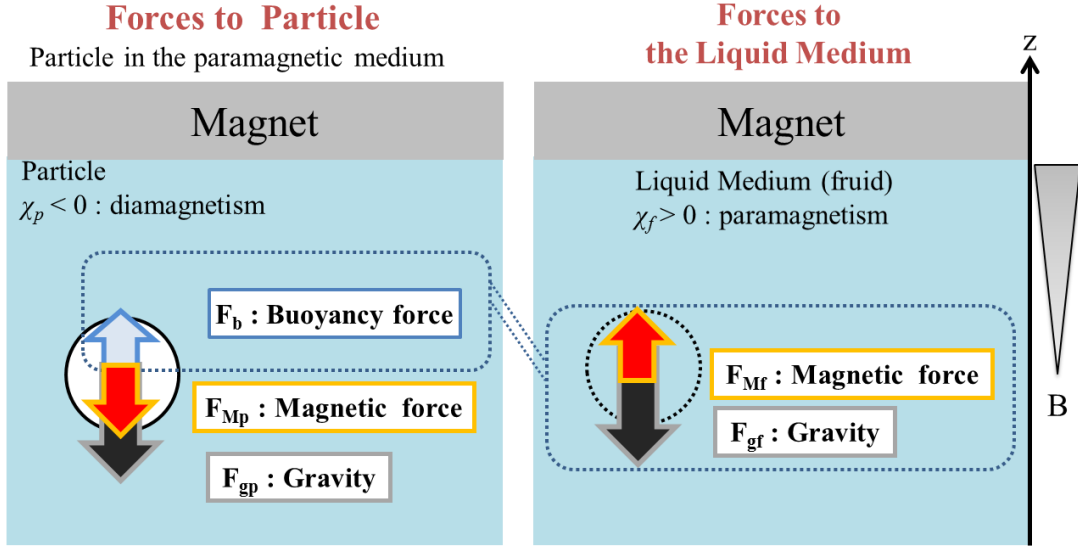 Forces to Particle
Particle in the paramagnetic medium
Magnet
Particle
χp < 0 : diamagnetism
Fb : Buoyancy force
FMp : Magnetic force
Fgp : Gravity
Forces to
the Liquid Medium
Magnet
Liquid Medium (fruid)
χf > 0 : paramagnetism
FMf : Magnetic force
Fgf : Gravity
z
B